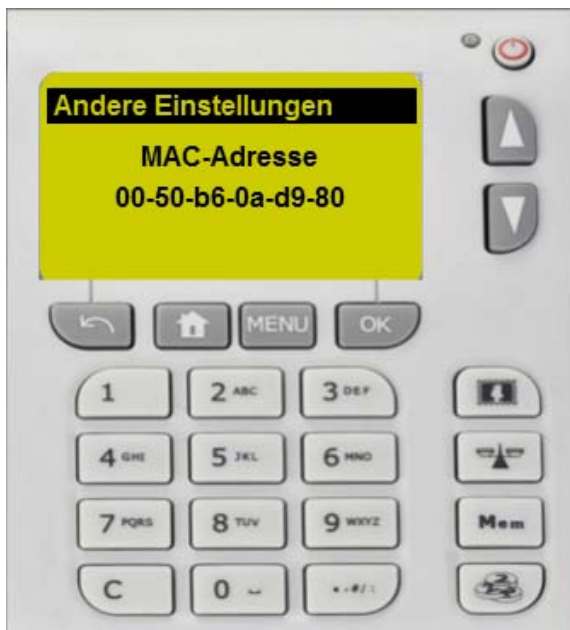 Andere Einstellungen
MAC-Adresse
00-50-b6-0a-d9-80
MENU
OK
1
2 ABC
3 DEF
4 GHI
5 JKL
6 MNO
7 PQRS
8 TUV
9 WXYZ
Mem
C
0